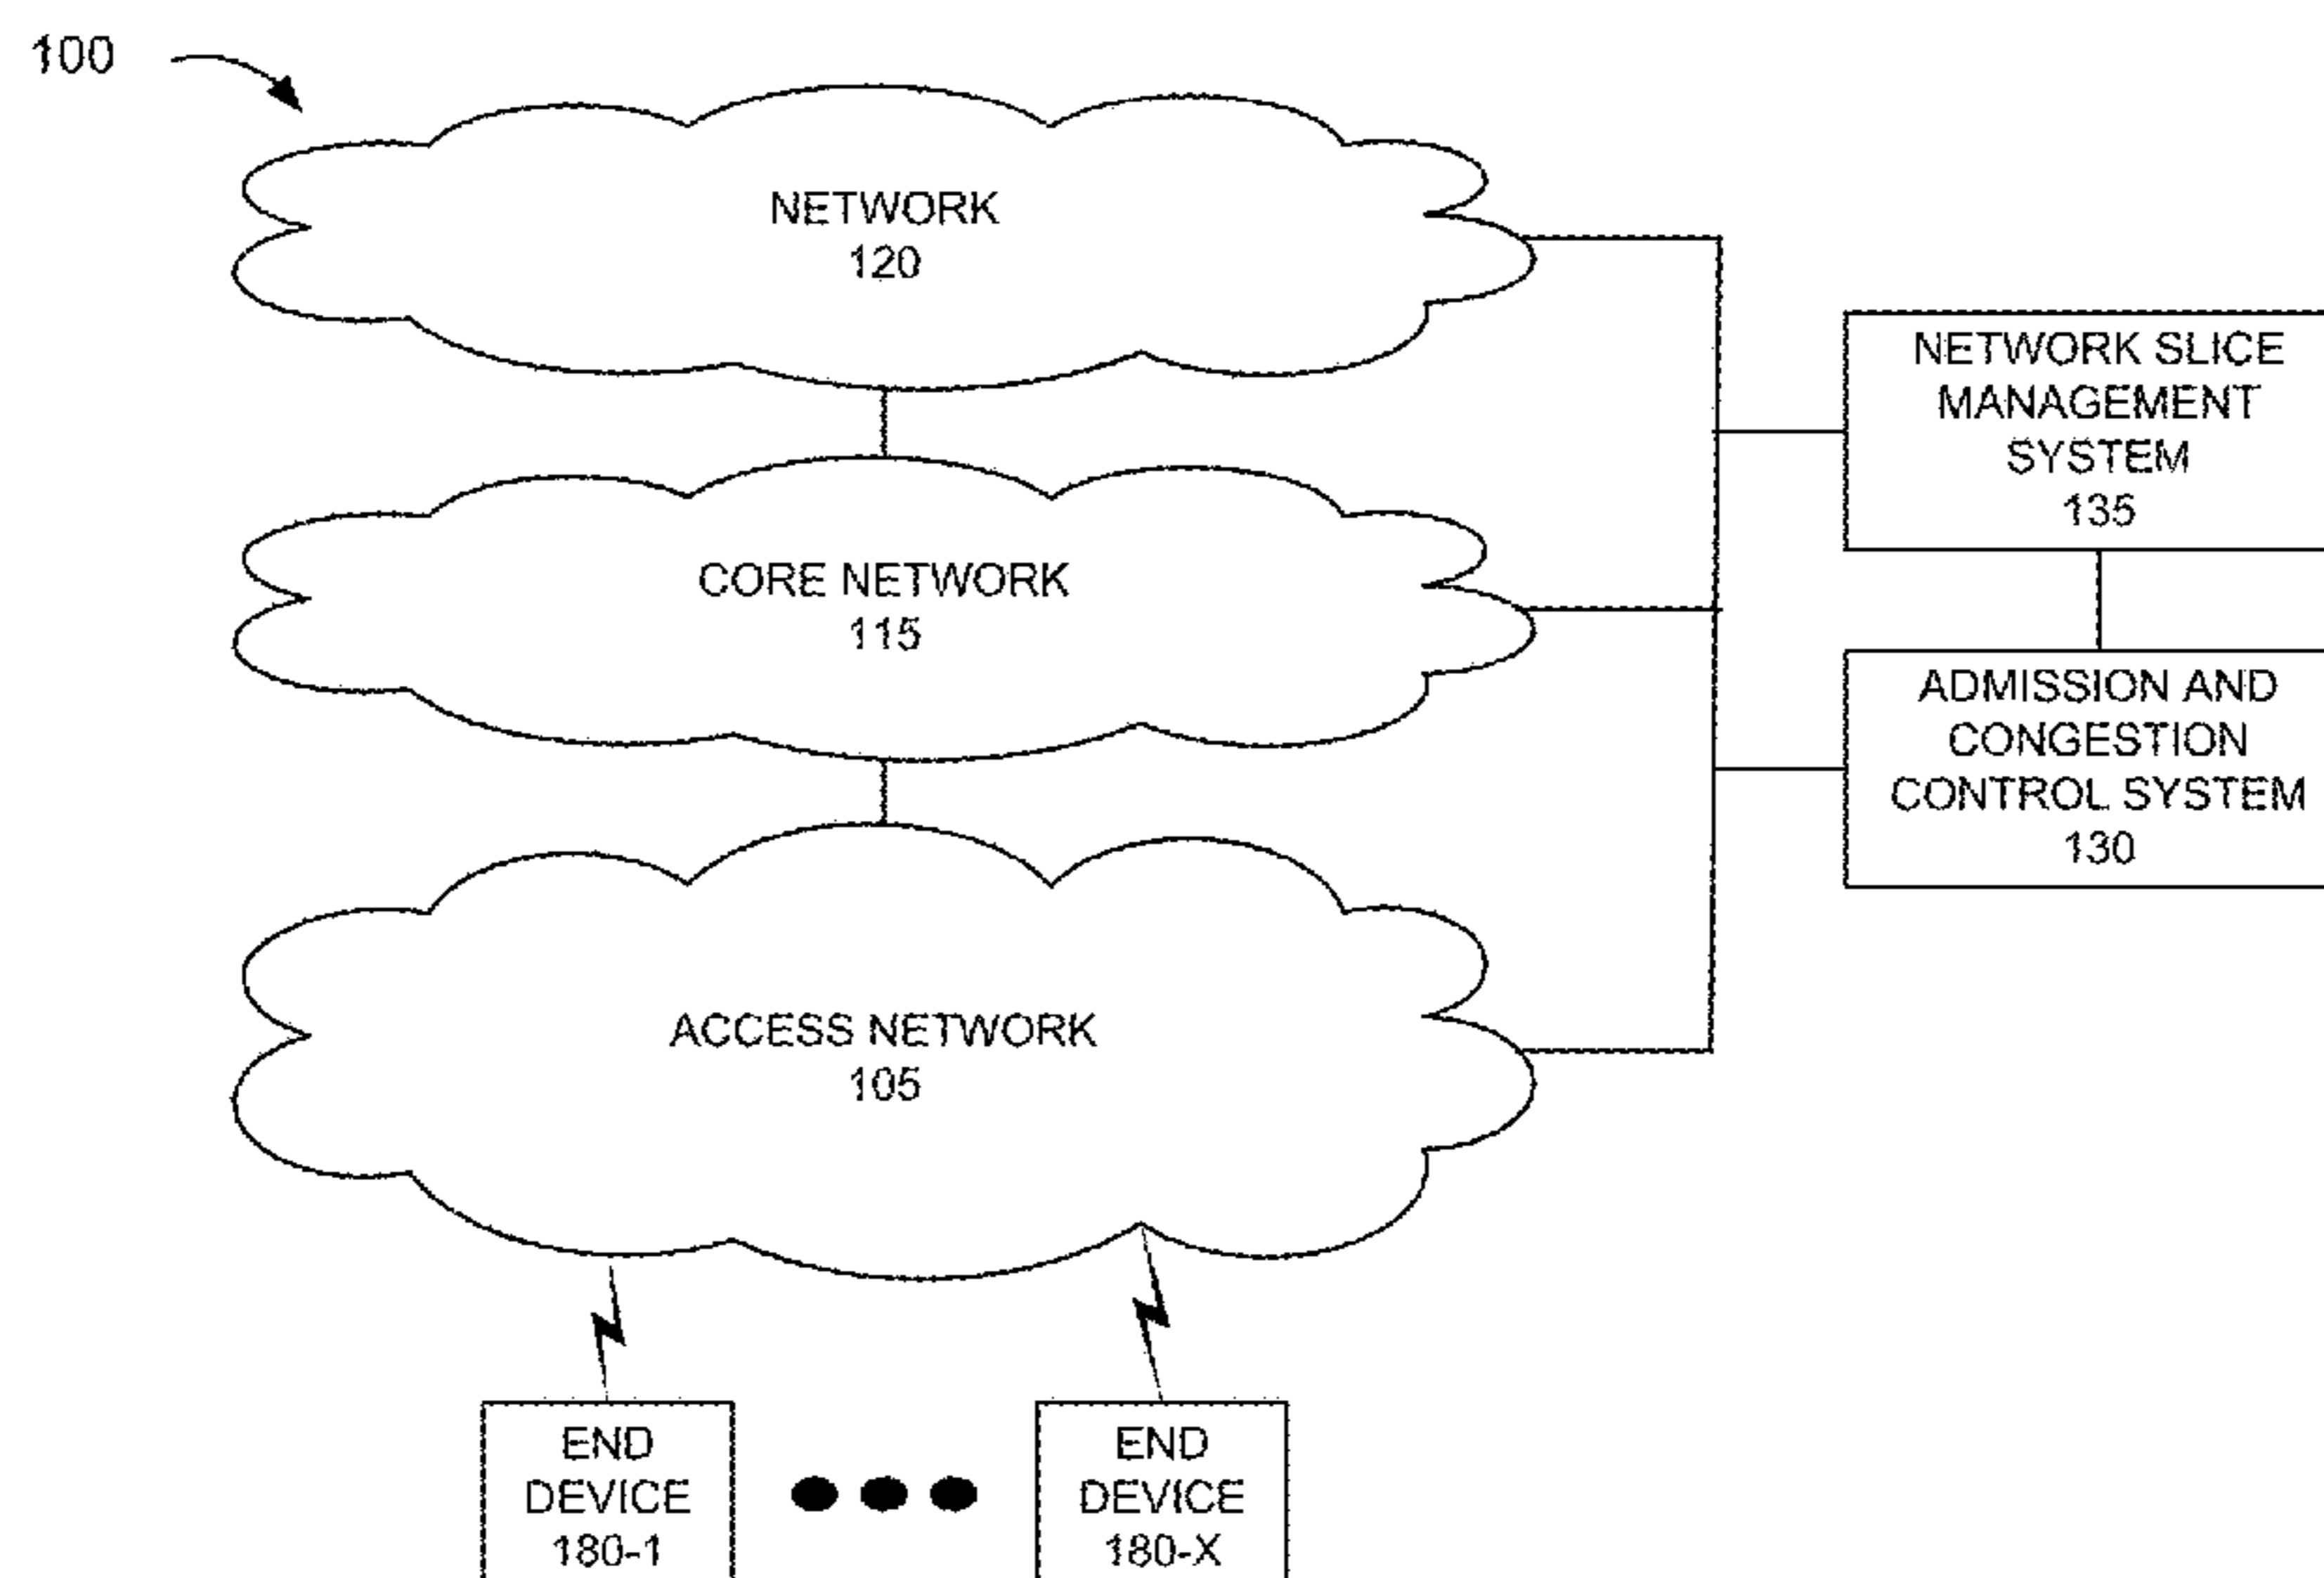 100
NETWORK
120
NETWORK SLICE
MANAGEMENT
SYSTEM
135
CORE NETWORK
115
ADMISSION AND
CONGESTION
CONTROL SYSTEM
130
ACCESS NETWORK
105
END
DEVICE
180-1
END
DEVICE
180-X